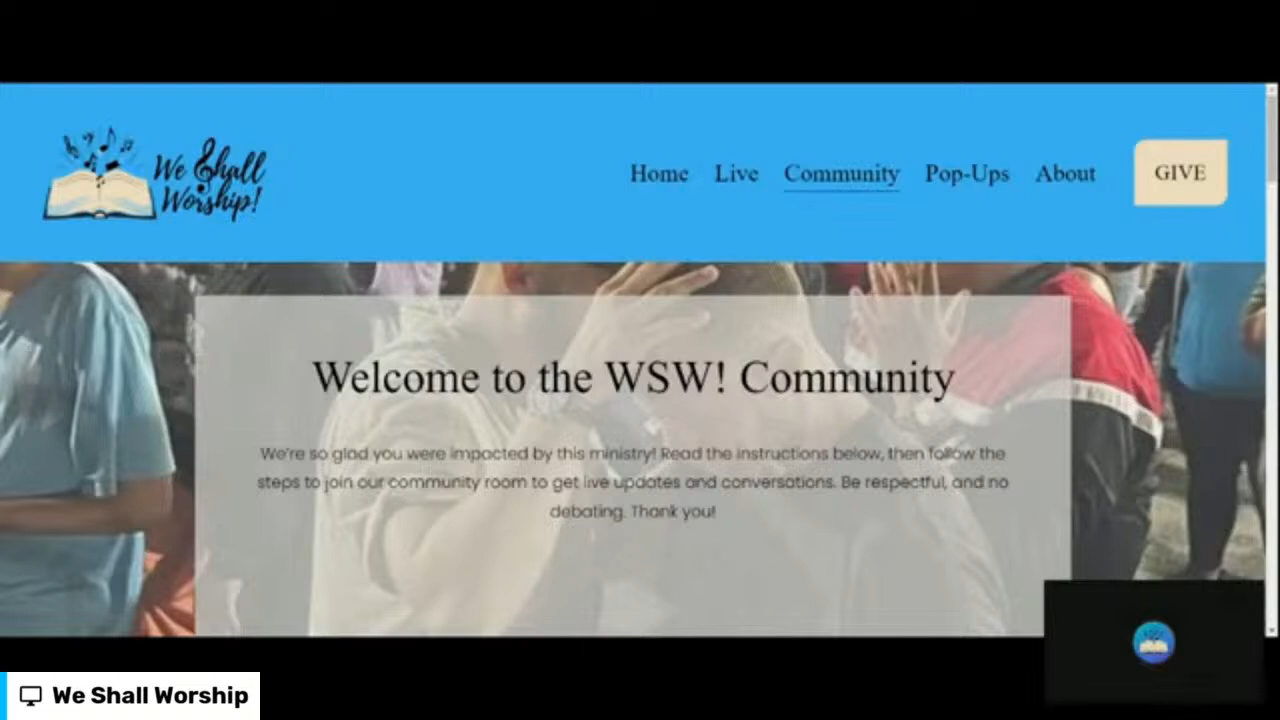 We Shall
Worship!
Home Live Community Pop-Ups About GIVE
Welcome to the WSW! Community
We're so glad you were impacted by this ministry! Read the instructions below, then follow the
steps to join our community room to get live updates and conversations. Be respectful, and no
debating. Thank you!
We Shall Worship